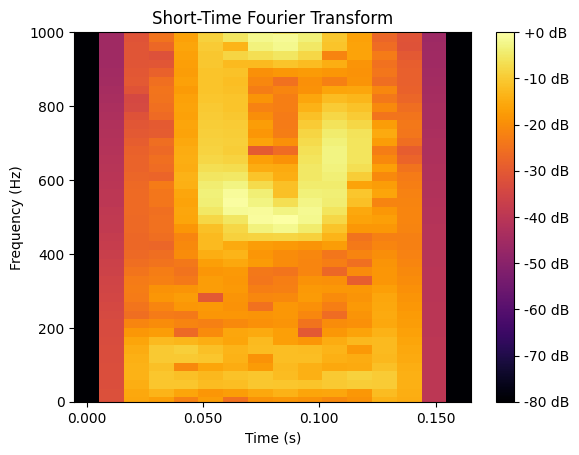 Short-Time Fourier Transform
1000
800
600
400
200
0
Frequency (Hz)
0.000
0.050
0.100
0.150
Time (s)
+0 dB
-10 dB
-20 dB
-30 dB
-40 dB
-50 dB
-60 dB
-70 dB
-80 dB